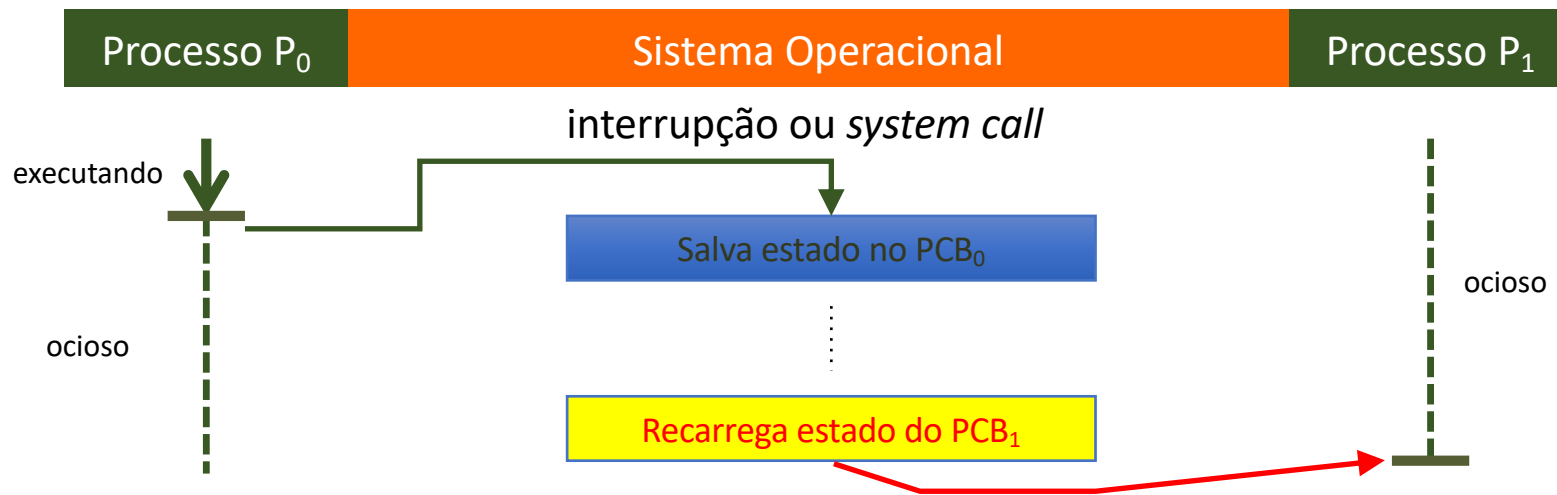 Processo P₀
Sistema Operacional
Processo P₁
interrupção ou system call
executando
Salva estado no PCB₀
ocioso
ocioso
Recarrega estado do PCB₁